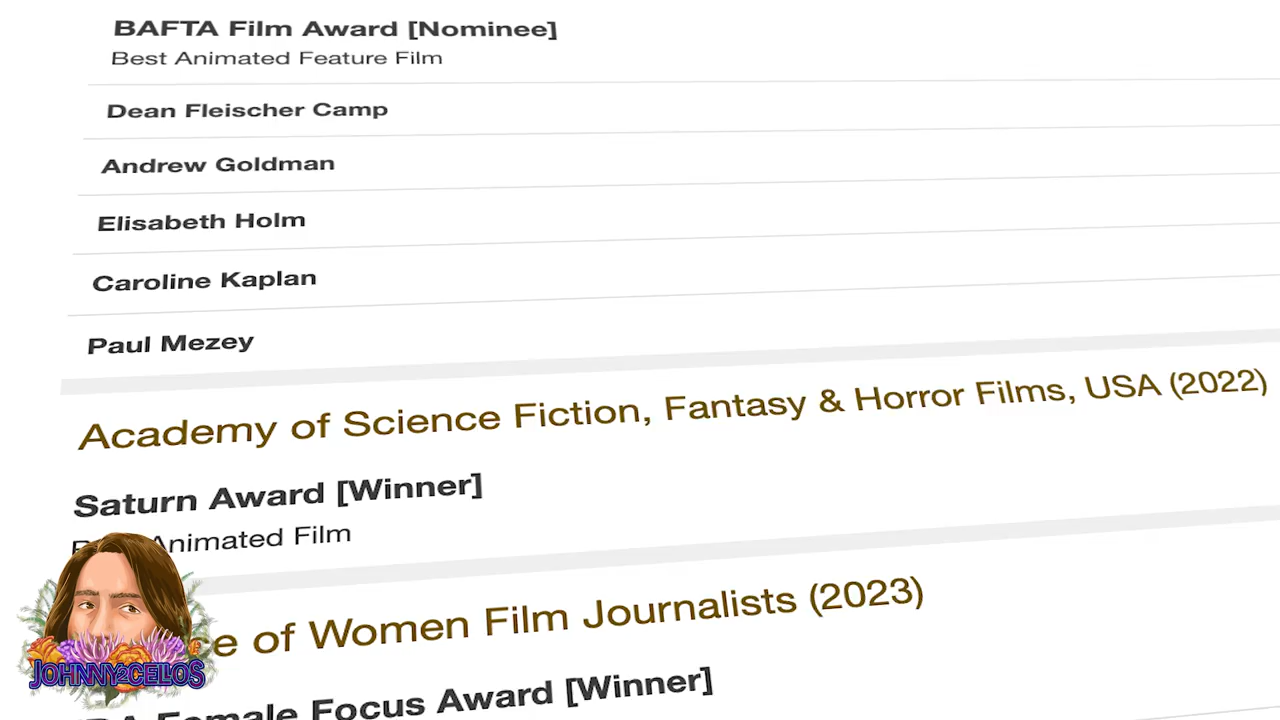 BAFTA Film Award [Nominee]
Best Animated Feature Film
Dean Fleischer Camp
Andrew Goldman
Elisabeth Holm
Caroline Kaplan
Paul Mezey
Academy of Science Fiction, Fantasy & Horror Films, USA (2022)
Saturn Award [Winner]
Animated Film
of Women Film Journalists (2023)
Female Focus Award [Winner]
JOHNNY2CELLOS